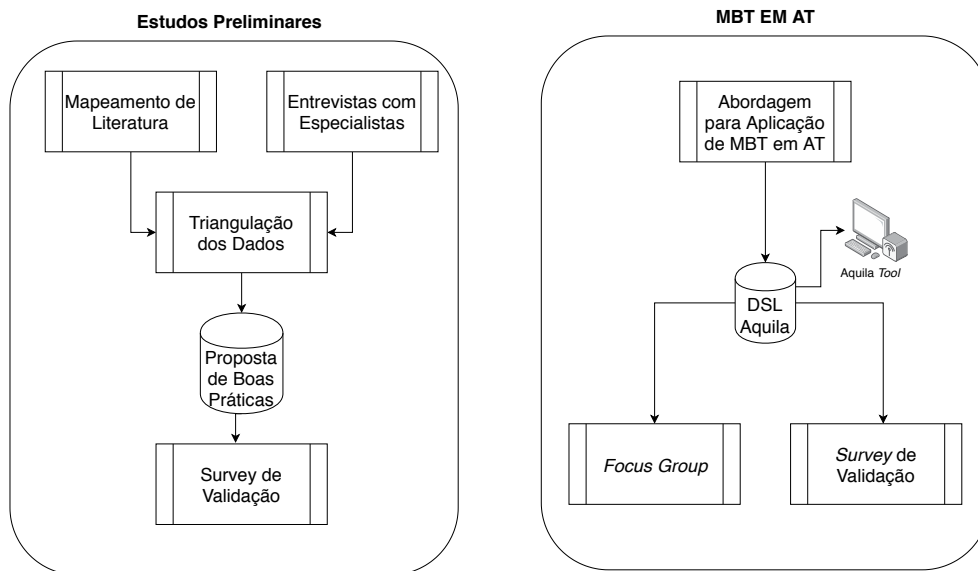 Estudos Preliminares
Mapeamento de
Literatura
Entrevistas com
Especialistas
Triangulação
dos Dados
Proposta
de Boas
Práticas
Survey de
Validação
MBT EM AT
Abordagem
para Aplicação
de MBT em AT
Aquila Tool
DSL
Aquila
Focus Group
Survey de
Validação